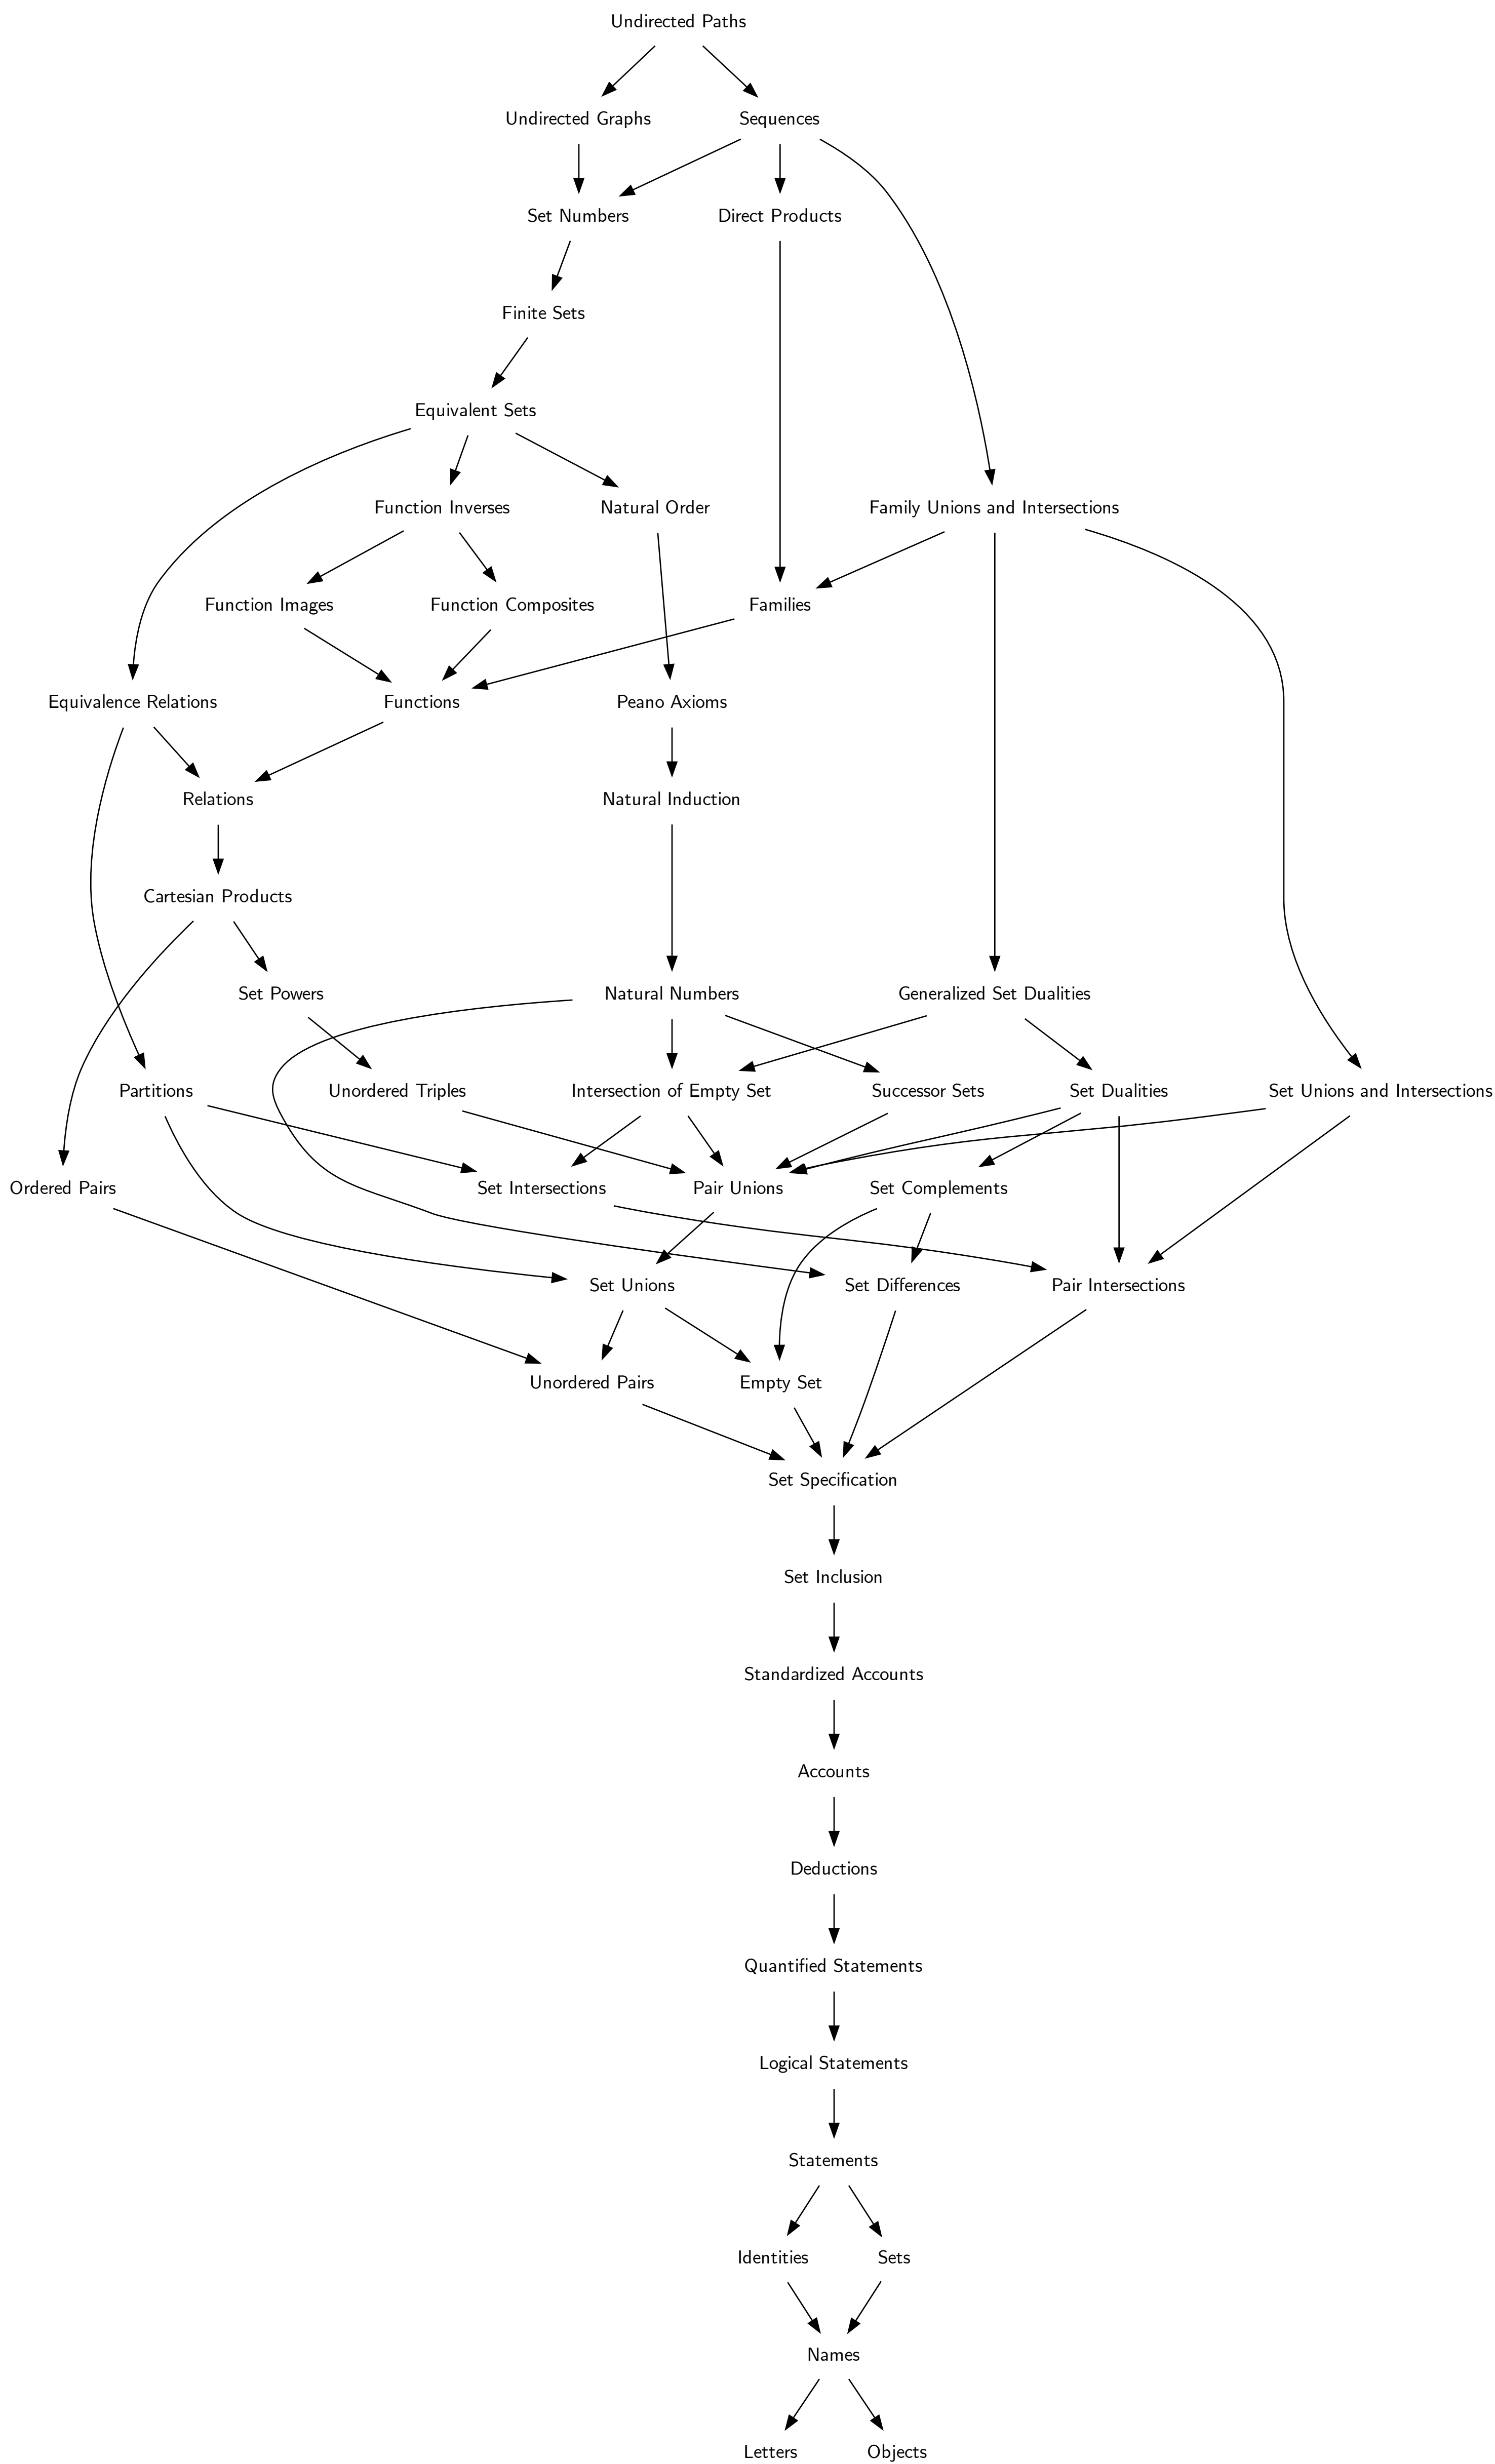 Undirected Paths
Undirected Graphs
Sequences
Set Numbers
Direct Products
Finite Sets
Equivalent Sets
Function Inverses
Natural Order
Family Unions and Intersections
Function Images
Function Composites
Families
Equivalence Relations
Functions
Peano Axioms
Relations
Natural Induction
Cartesian Products
Set Powers
Natural Numbers
Generalized Set Dualities
Partitions
Unordered Triples
Intersection of Empty Set
Successor Sets
Set Dualities
Set Unions and Intersections
Ordered Pairs
Set Intersections
Pair Unions
Set Complements
Set Unions
Set Differences
Pair Intersections
Unordered Pairs
Empty Set
Set Specification
Set Inclusion
Standardized Accounts
Accounts
Deductions
Quantified Statements
Logical Statements
Statements
Identities
Sets
Names
Letters
Objects